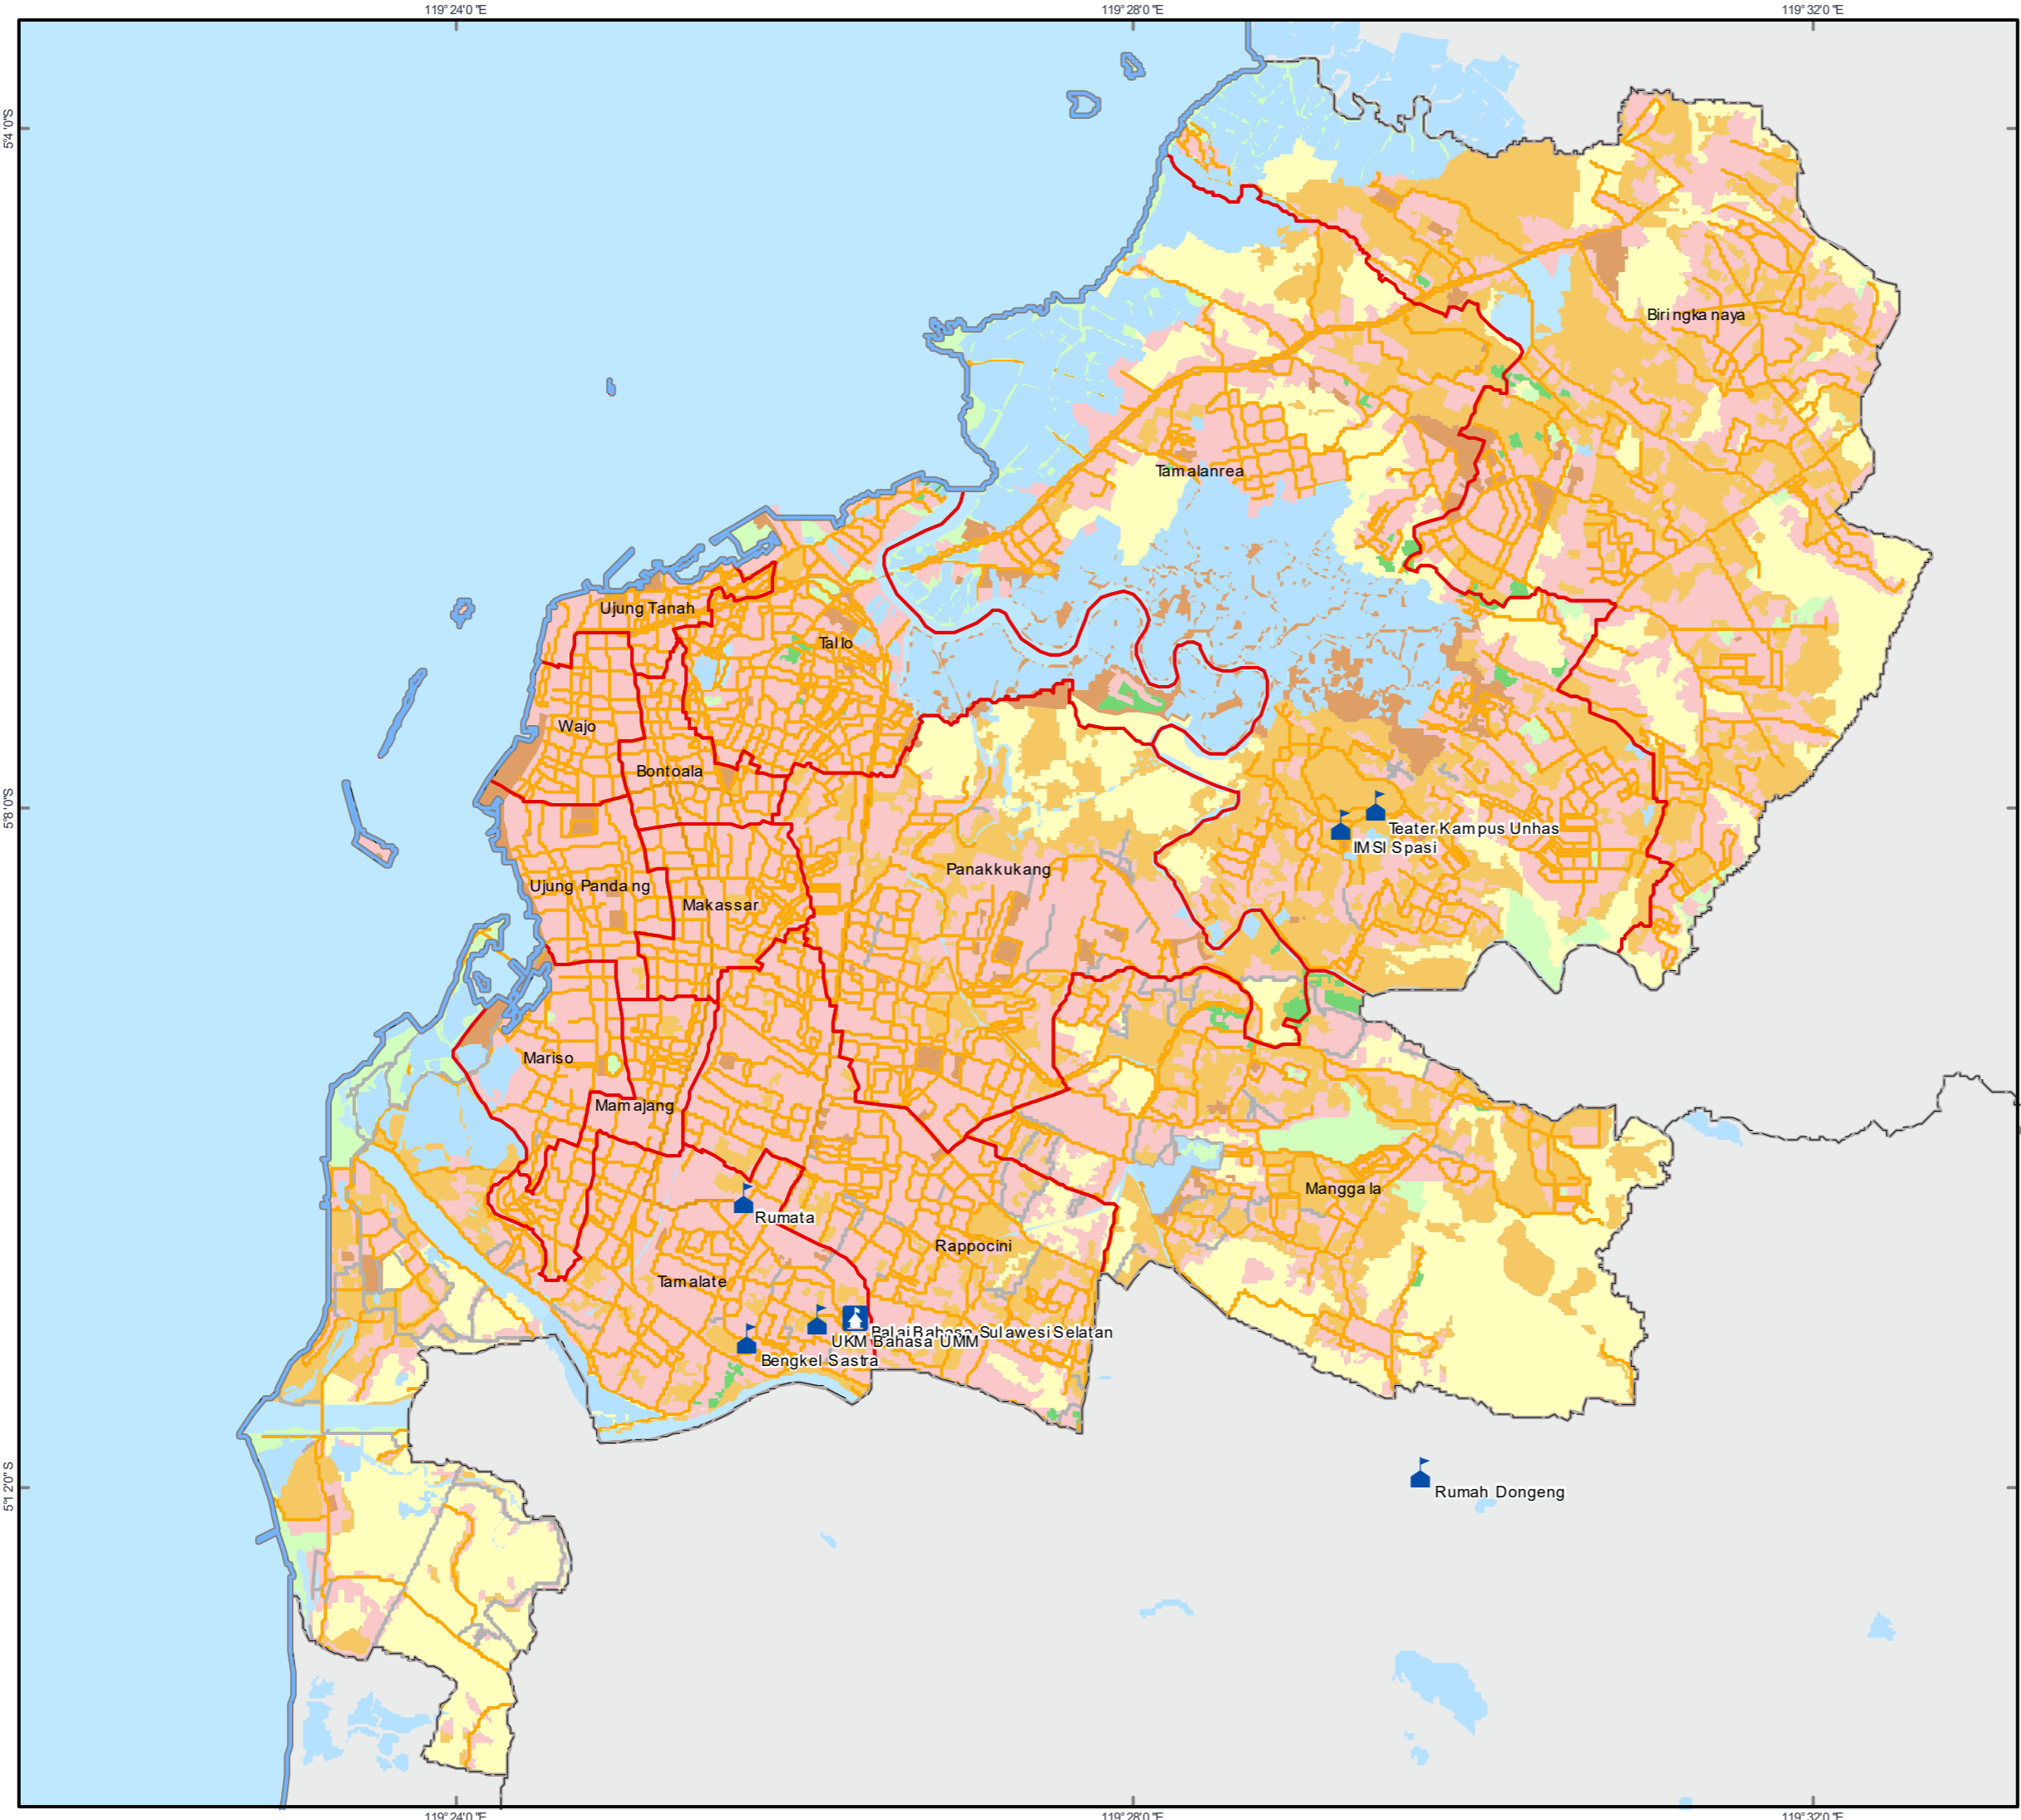 119°24'0"E
119°28'0"E
119°32'0"E
5°4'0"S
Biringkanaya
Tamalanrea
Ujung Tanah
Tallo
Wajo
Bontoala
5°8'0"S
Teater Kampus Unhas
IMSI Spasi
Panakkukang
Ujung Pandang
Makassar
Mariso
Mamajang
Manggala
Rumata
Rappocini
Tamalate
Balai Bahasa Sulawesi Selatan
UKM Bahasa UMM
Bengkel Sastra
5°12'0"S
Rumah Dongeng
119°24'0"E
119°28'0"E
119°32'0"E